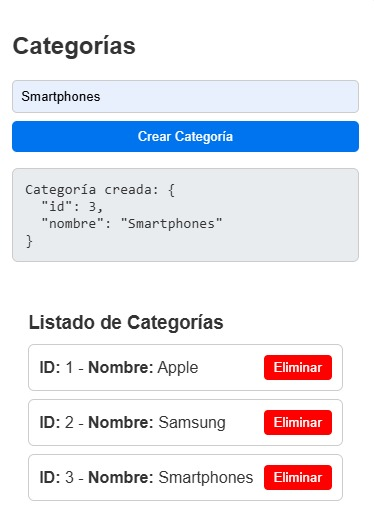 Categorías
Smartphones
Crear Categoría
Categoría creada: {
  "id": 3,
  "nombre": "Smartphones"
}
Listado de Categorías
ID: 1 - Nombre: Apple Eliminar
ID: 2 - Nombre: Samsung Eliminar
ID: 3 - Nombre: Smartphones Eliminar